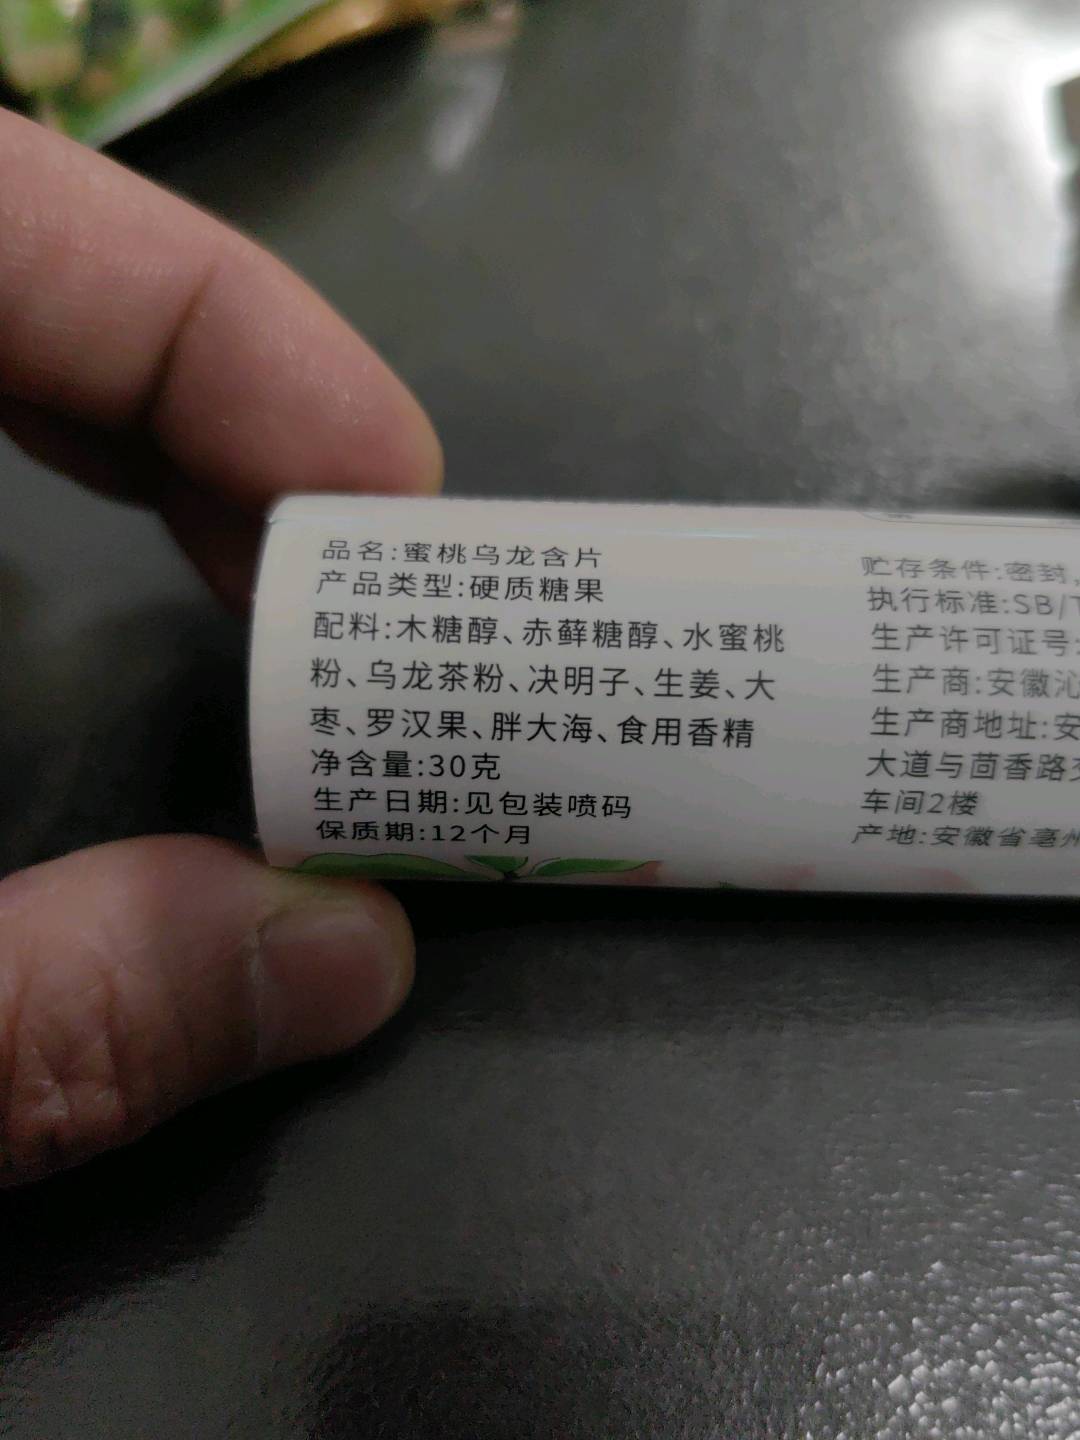 品名:蜜桃乌龙含片
产品类型:硬质糖果
配料:木糖醇、赤藓糖醇、水蜜桃
粉、乌龙茶粉、决明子、生姜、大
枣、罗汉果、胖大海、食用香精
净含量:30克
生产日期:见包装喷码
保质期:12个月
贮存条件:密封,
执行标准:SB/T
生产许可证号:
生产商:安徽沁
生产商地址:安
大道与茴香路交
车间2楼
产地:安徽省亳州